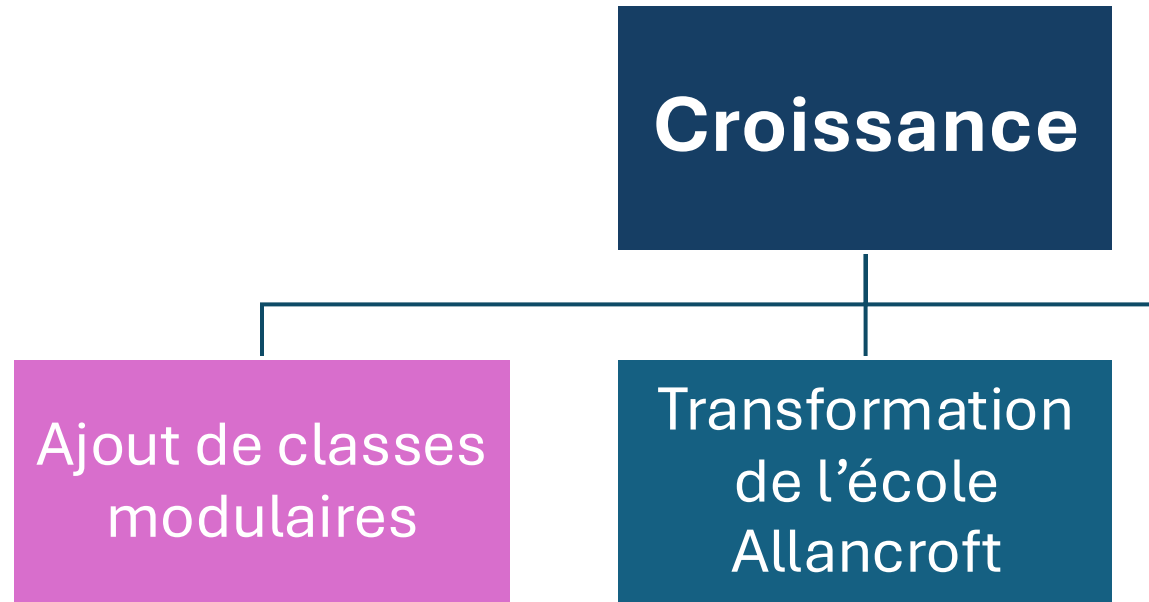 Croissance
Ajout de classes
modulaires
Transformation
de l’école
Allancroft